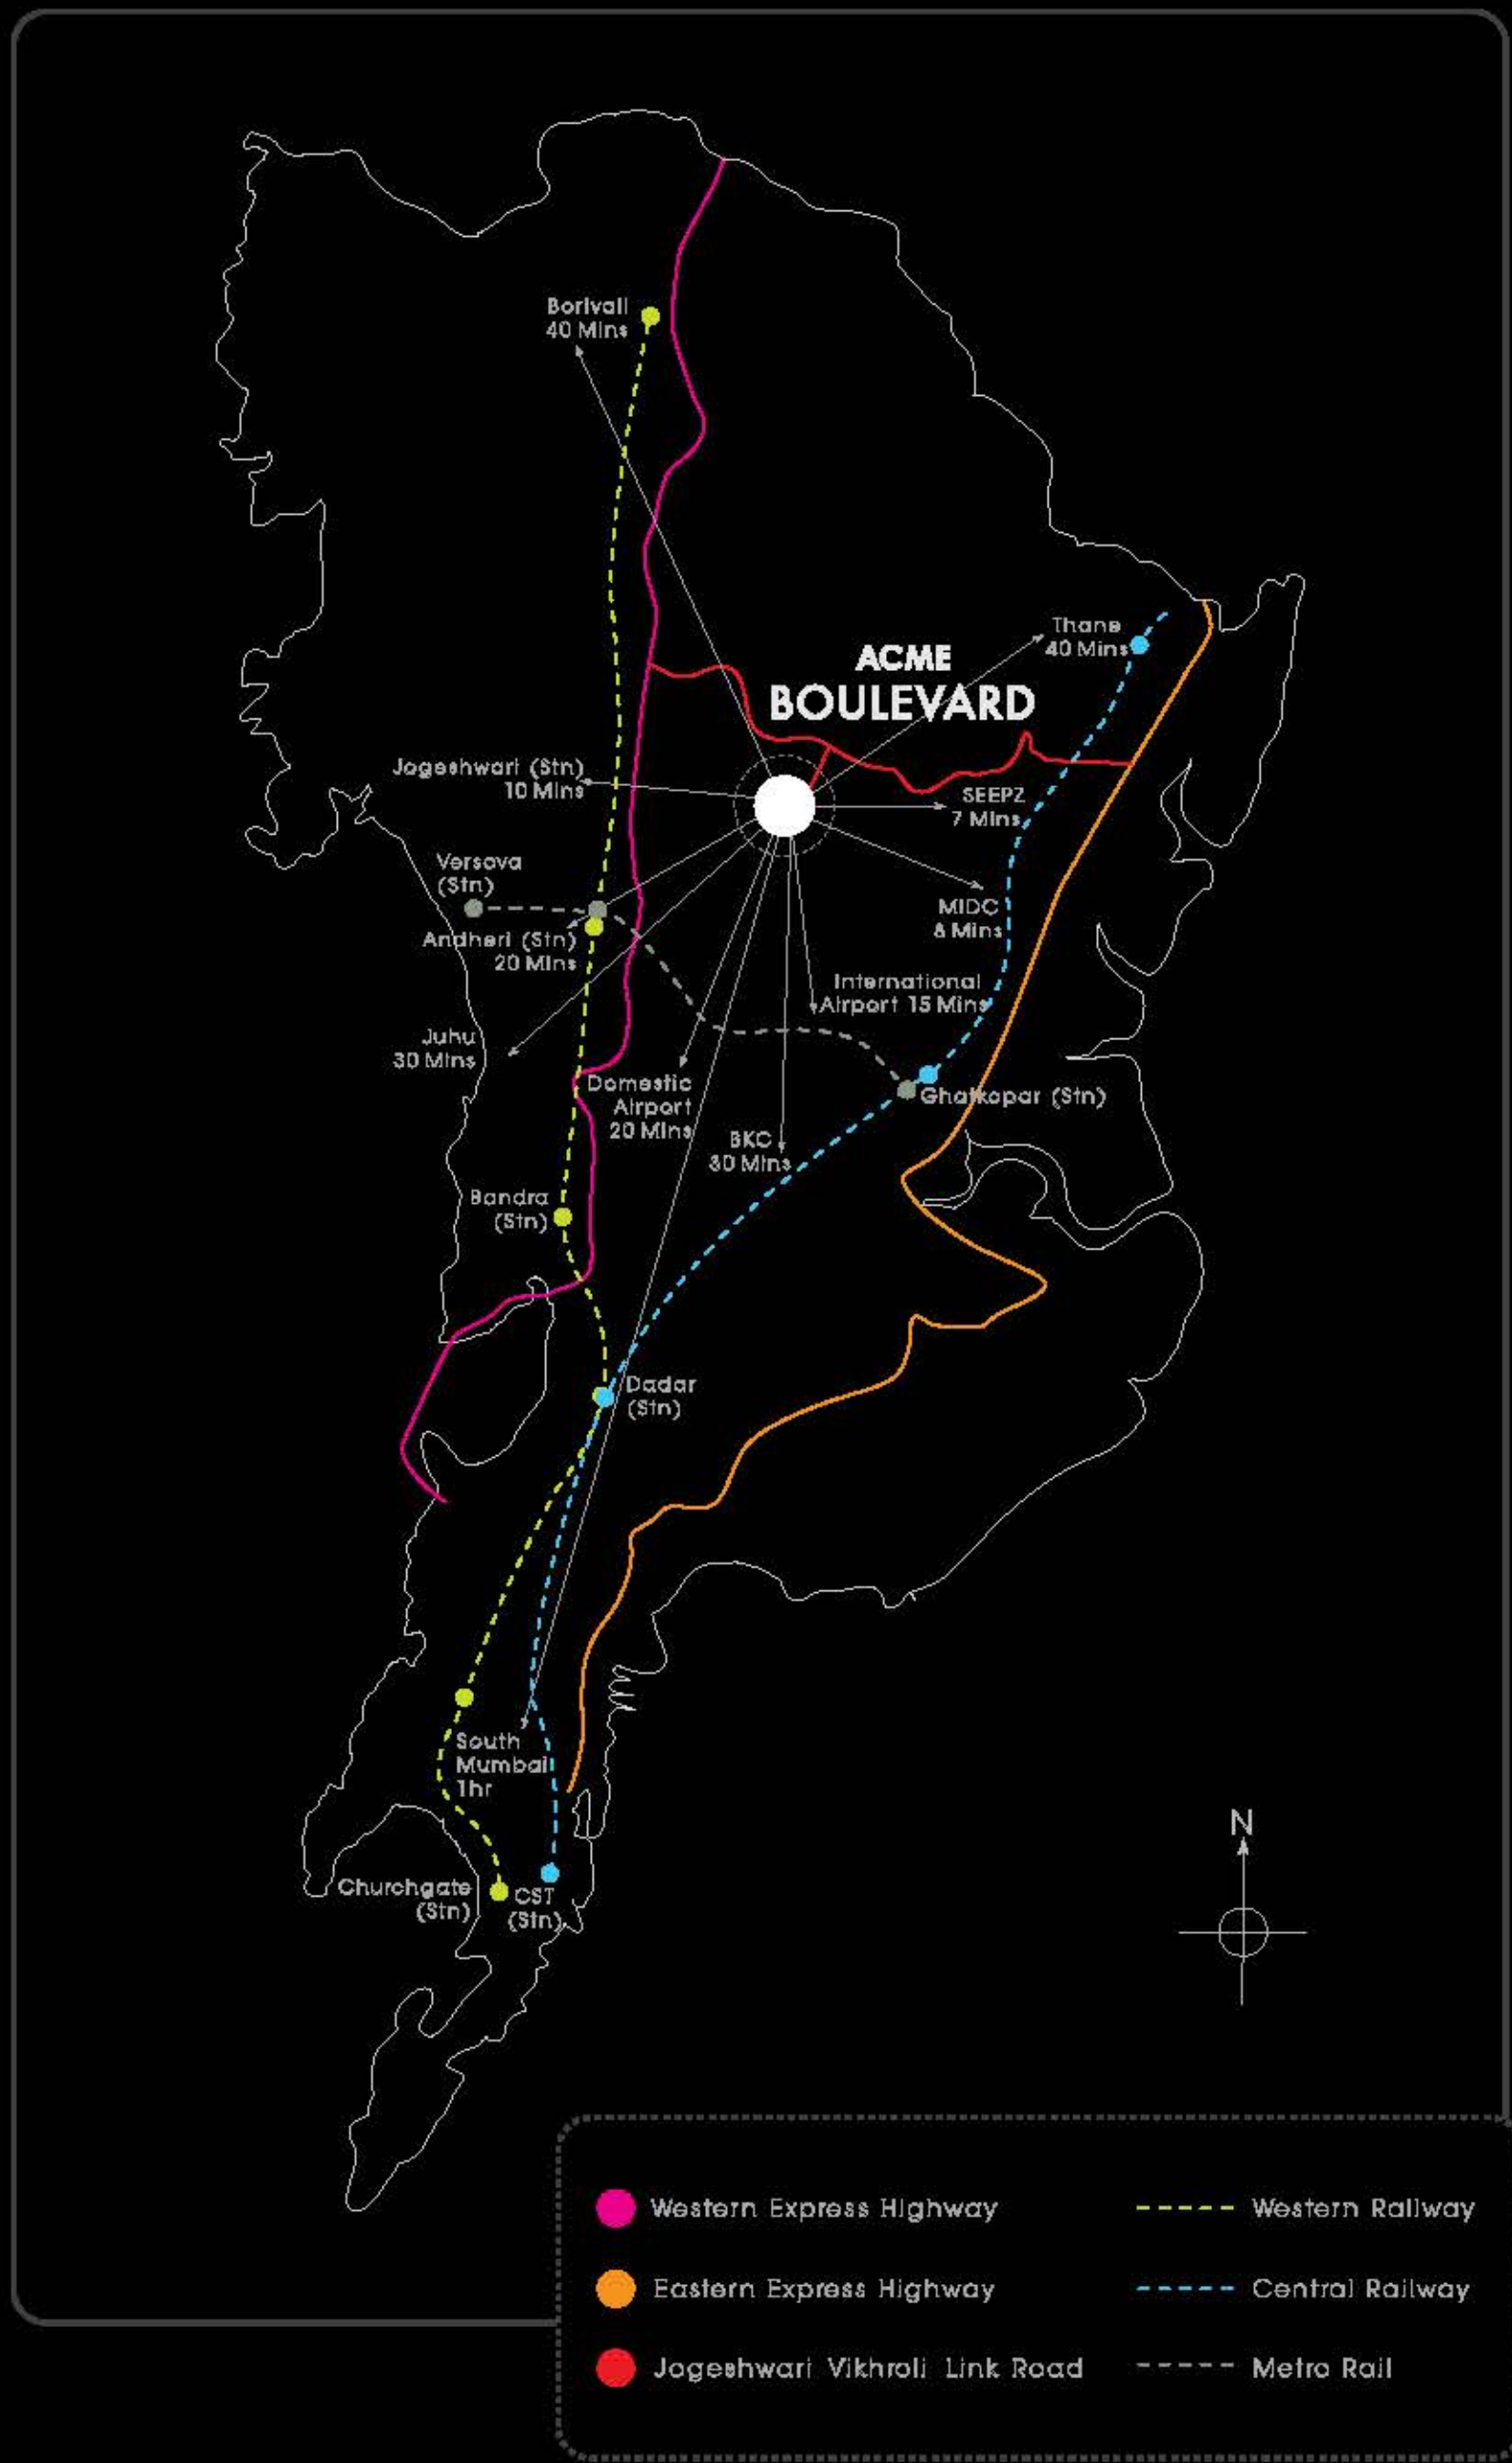 Borivali
40 Mins
Thane
40 Mins
ACME
BOULEVARD
Jogeshwari (Stn)
10 Mins
SEEPZ
7 Mins
Versova
(Stn)
MIDC
8 Mins
Andheri (Stn)
20 Mins
International
Airport 15 Mins
Juhu
30 Mins
Domestic
Airport
20 Mins
Ghatkopar (Stn)
BKC
30 Mins
Bandra
(Stn)
Dadar
(Stn)
South
Mumbai
1hr
N
Churchgate
(Stn)
CST
(Stn)
Western Express Highway
Western Railway
Eastern Express Highway
Central Railway
Jogeshwari Vikhroli Link Road
Metro Rail